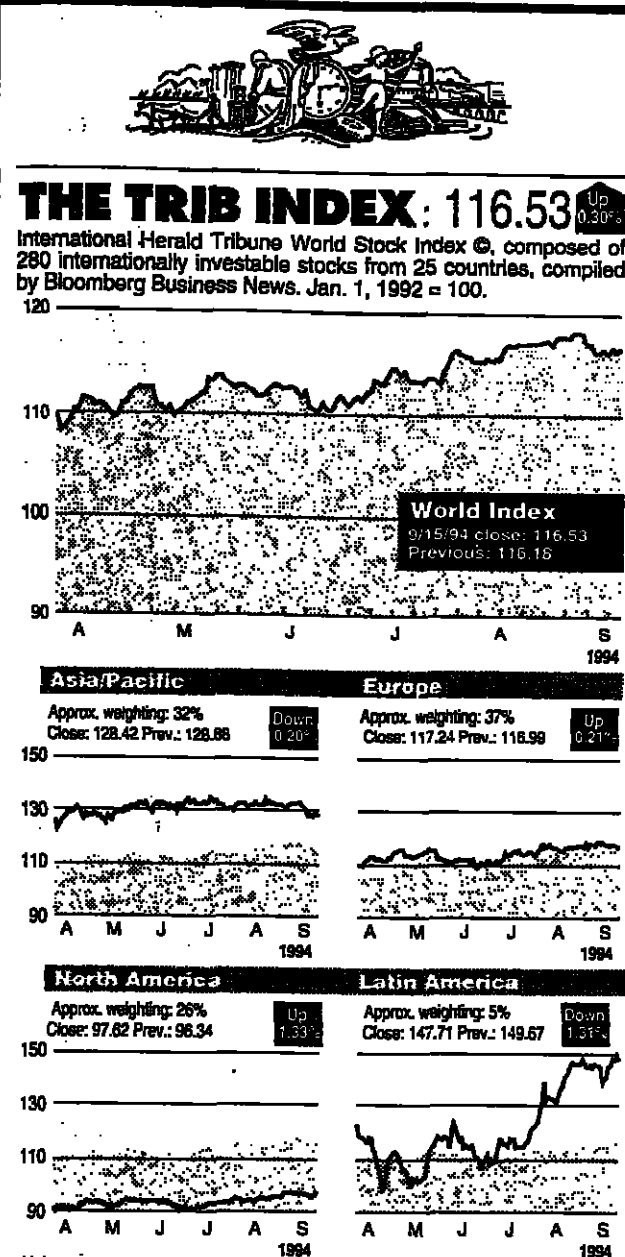 THE TRIB INDEX: 116.53 Up 0.30%
International Herald Tribune World Stock Index ©, composed of
280 internationally investable stocks from 25 countries, compiled
by Bloomberg Business News. Jan. 1, 1992 = 100.
120
110
100
90
World Index
9/15/94 close: 116.53
Previous: 116.18
A M J J A S
1994
Asia/Pacific
Approx. weighting: 32%
Close: 128.42 Prev.: 128.68
Down 0.20%
150
130
110
90
A M J J A S
1994
Europe
Approx. weighting: 37%
Close: 117.24 Prev.: 116.99
Up 0.21%
A M J J A S
1994
North America
Approx. weighting: 26%
Close: 97.62 Prev.: 96.34
Up 1.33%
150
130
110
90
A M J J A S
1994
Latin America
Approx. weighting: 5%
Close: 147.71 Prev.: 149.67
Down 1.31%
A M J J A S
1994